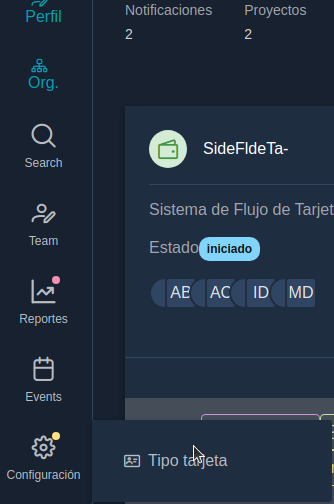 Perfil
Org.
Search
Team
Reportes
Events
Configuración
Notificaciones Proyectos
2 2
SideFldeTa-
Sistema de Flujo de Tarjet
Estado iniciado
AB AC ID MD
Tipo tarjeta